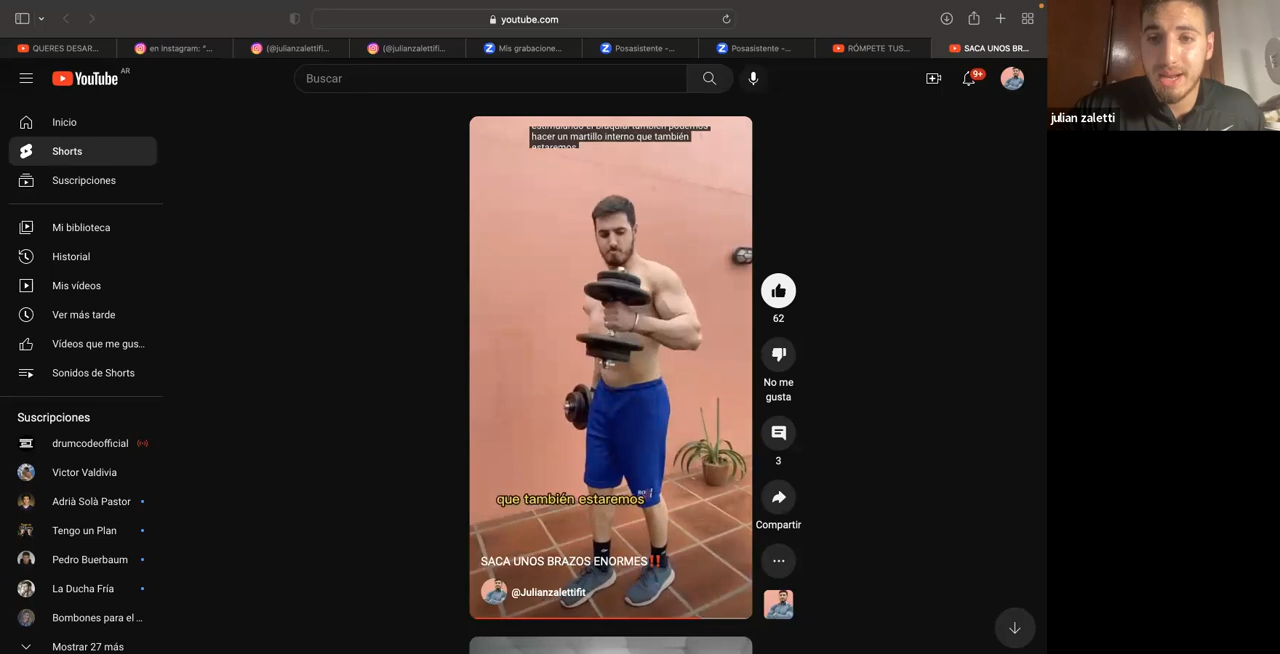 youtube.com
QUERES DESAR...
en Instagram: "...
(@julianzalettifi...
(@julianzalettifi...
Mis grabacione...
Posasistente -...
Posasistente -...
RÓMPETE TUS...
SACA UNOS BR...
YouTube AR
Buscar
9+
Inicio
Shorts
Suscripciones
Mi biblioteca
Historial
Mis vídeos
Ver más tarde
Vídeos que me gus...
Sonidos de Shorts
Suscripciones
drumcodeofficial
Victor Valdivia
Adrià Solà Pastor
Tengo un Plan
Pedro Buerbaum
La Ducha Fría
Bombones para el ...
Mostrar 27 más
estimulando el braquial también podemos
hacer un martillo interno que también
estaremos
que también estaremos
SACA UNOS BRAZOS ENORMES‼️
@Julianzalettifit
62
No me
gusta
3
Compartir
julian zaletti